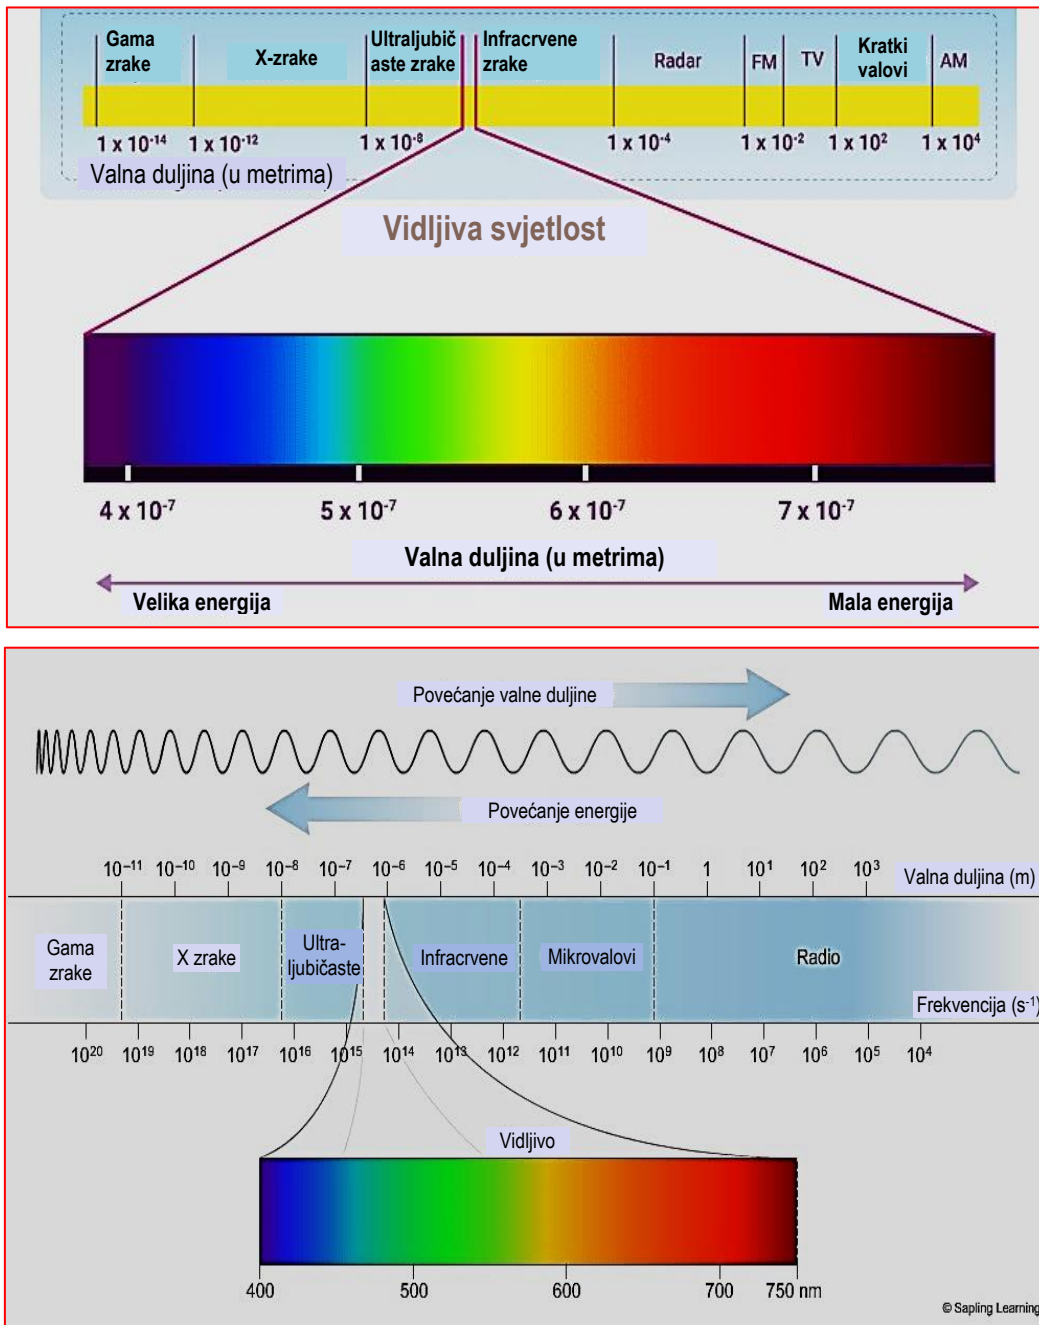 Gama zrake
X-zrake
Ultraljubič aste zrake
Infracrvene zrake
Radar
FM
TV
Kratki valovi
AM
1 x 10⁻¹⁴
1 x 10⁻¹²
1 x 10⁻⁸
1 x 10⁻⁴
1 x 10⁻²
1 x 10²
1 x 10⁴
Valna duljina (u metrima)
Vidljiva svjetlost
4 x 10⁻⁷
5 x 10⁻⁷
6 x 10⁻⁷
7 x 10⁻⁷
Valna duljina (u metrima)
Velika energija
Mala energija
Povećanje valne duljine
Povećanje energije
10⁻¹¹ 10⁻¹⁰ 10⁻⁹ 10⁻⁸ 10⁻⁷ 10⁻⁶ 10⁻⁵ 10⁻⁴ 10⁻³ 10⁻² 10⁻¹ 1 10¹ 10² 10³ Valna duljina (m)
Gama zrake
X zrake
Ultra-
ljubičaste
Infracrvene
Mikrovalovi
Radio
Frekvencija (s⁻¹)
10²⁰ 10¹⁹ 10¹⁸ 10¹⁷ 10¹⁶ 10¹⁵ 10¹⁴ 10¹³ 10¹² 10¹¹ 10¹⁰ 10⁹ 10⁸ 10⁷ 10⁶ 10⁵ 10⁴
Vidljivo
400 500 600 700 750 nm
© Sapling Learning